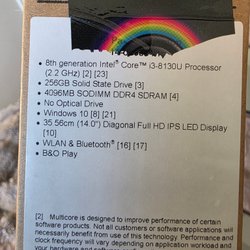 • 8th generation Intel® Core™ i3-8130U Processor
(2.2 GHz) [2] [23]
• 256GB Solid State Drive [3]
• 4096MB SODIMM DDR4 SDRAM [4]
• No Optical Drive
• Windows 10 [8] [21]
• 35.56cm (14.0") Diagonal Full HD IPS LED Display
[10]
• WLAN & Bluetooth® [16] [17]
• B&O Play
[2] Multicore is designed to improve performance of certain
software products. Not all customers or software applications will
necessarily benefit from use of this technology. Performance and
clock frequency will vary depending on application workload and
your hardware and software